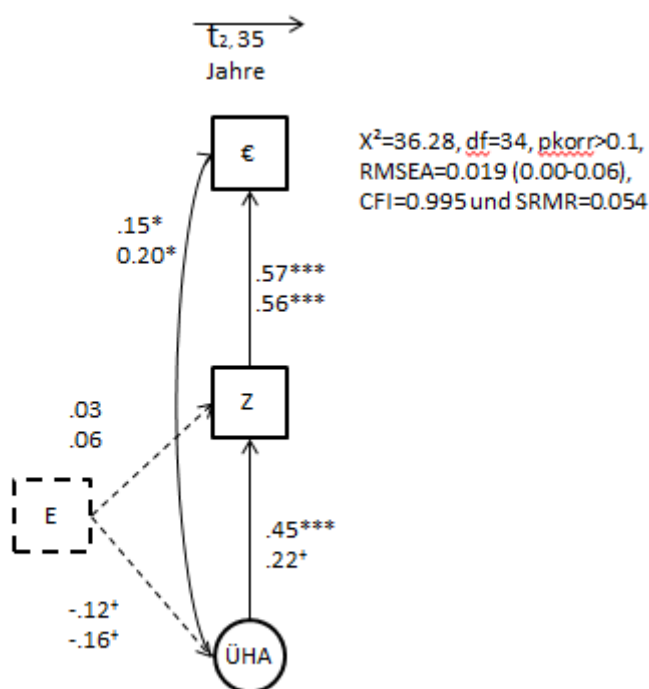 t2, 35
Jahre
€
X²=36.28, df=34, pkorr>0.1,
RMSEA=0.019 (0.00-0.06),
CFI=0.995 und SRMR=0.054
.15*
0.20*
.57***
.56***
Z
.03
.06
E
.45***
.22⁺
-.12⁺
-.16⁺
ÜHA